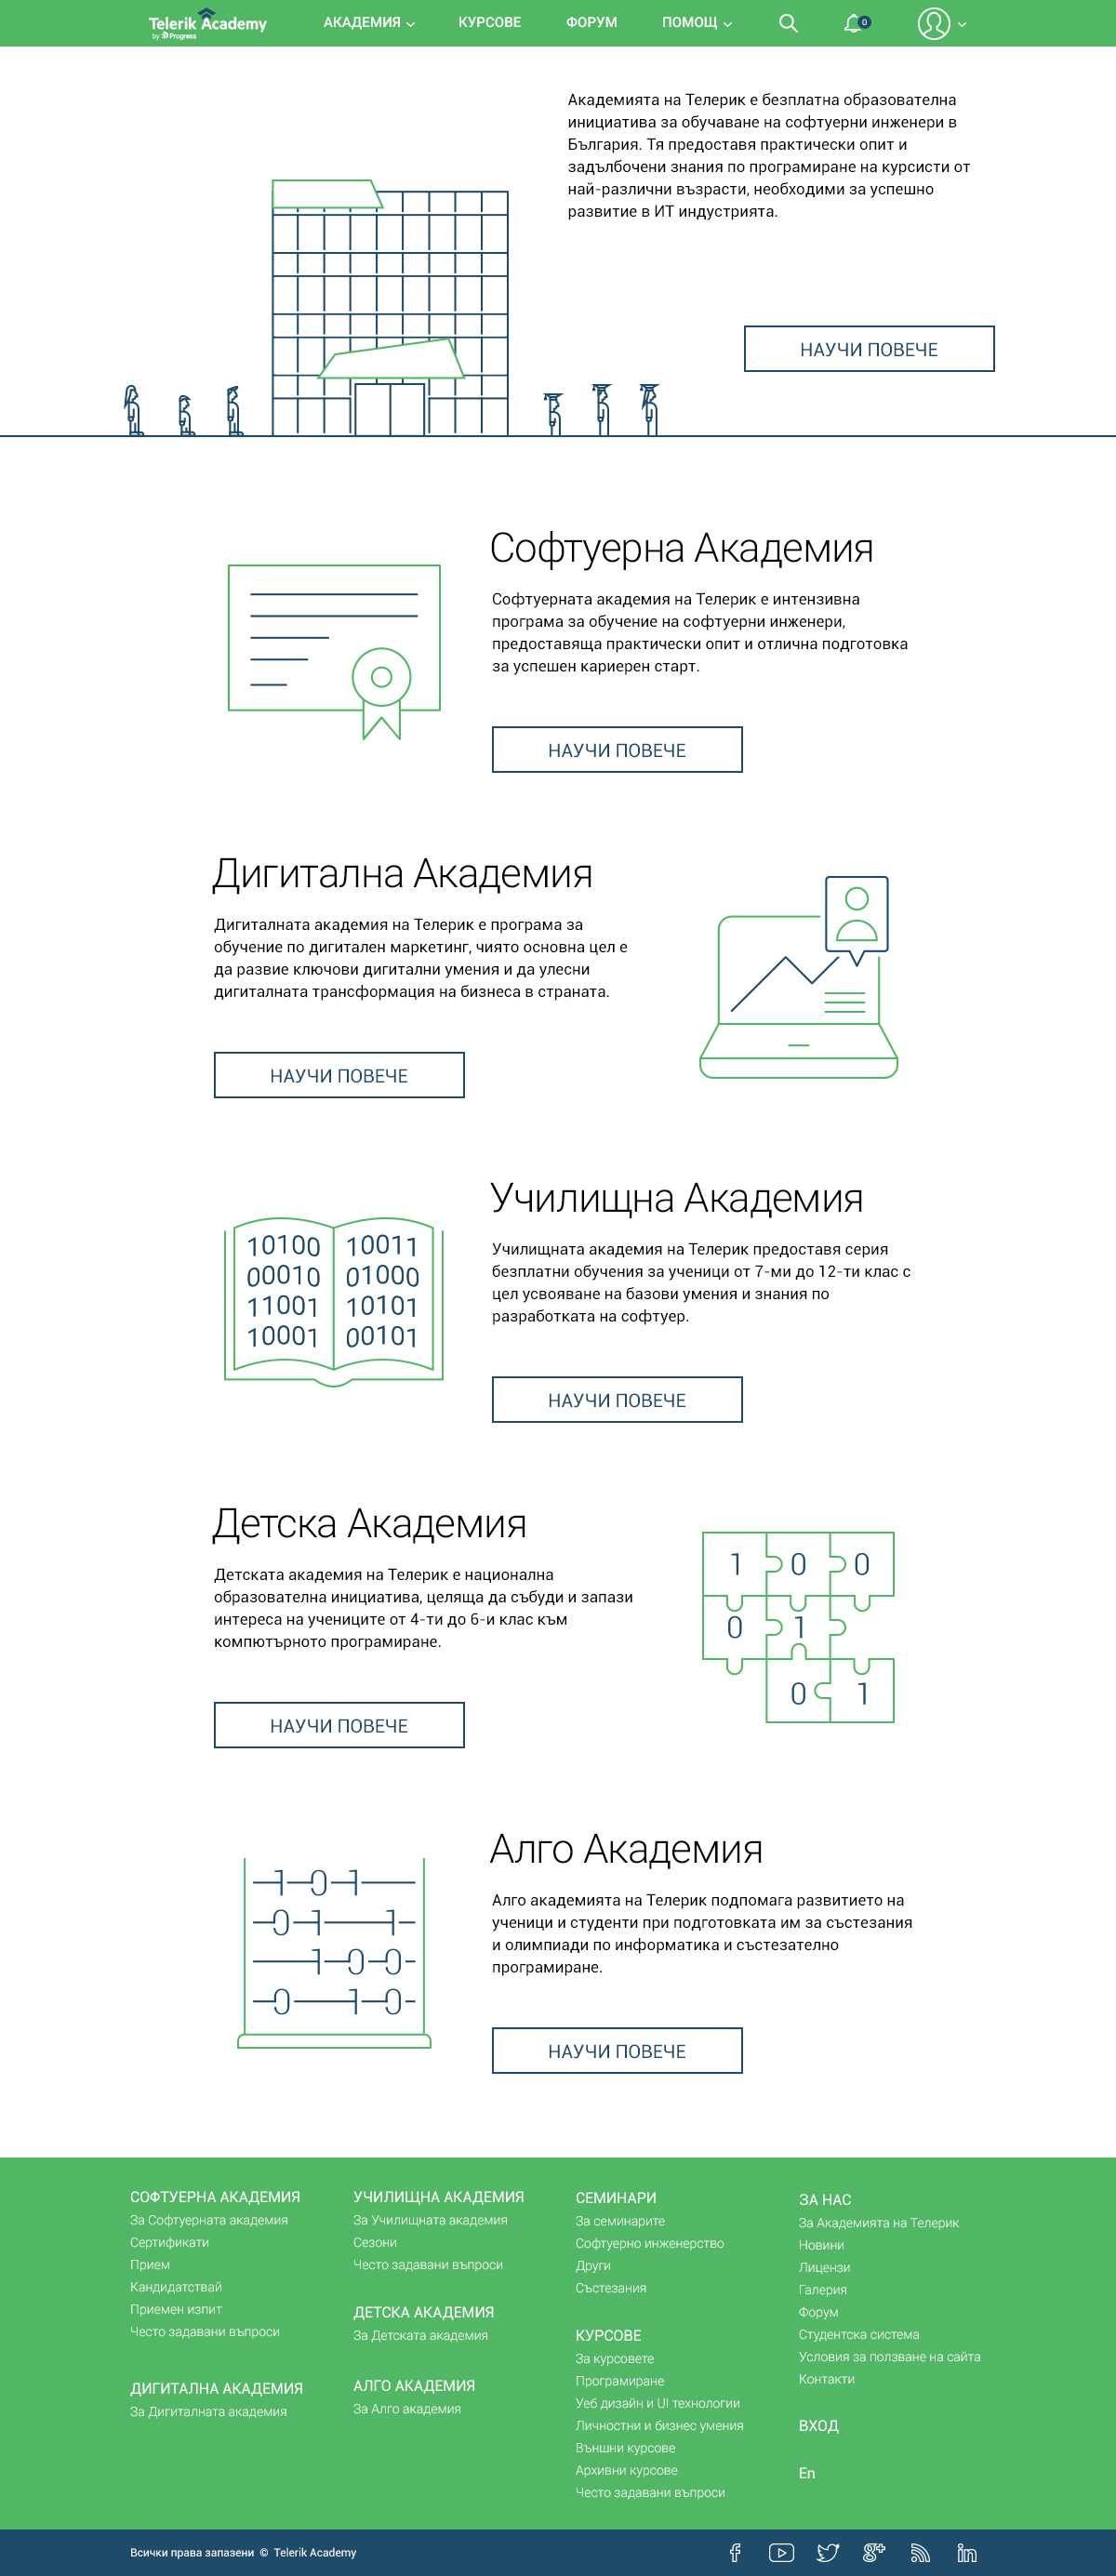 Telerik Academy
by Progress
АКАДЕМИЯ
КУРСОВЕ
ФОРУМ
ПОМОЩ
0
Академията на Телерик е безплатна образователна
инициатива за обучаване на софтуерни инженери в
България. Тя предоставя практически опит и
задълбочени знания по програмиране на курсисти от
най-различни възрасти, необходими за успешно
развитие в ИТ индустрията.
НАУЧИ ПОВЕЧЕ
Софтуерна Академия
Софтуерната академия на Телерик е интензивна
програма за обучение на софтуерни инженери,
предоставяща практически опит и отлична подготовка
за успешен кариерен старт.
НАУЧИ ПОВЕЧЕ
Дигитална Академия
Дигиталната академия на Телерик е програма за
обучение по дигитален маркетинг, чиято основна цел е
да развие ключови дигитални умения и да улесни
дигиталната трансформация на бизнеса в страната.
НАУЧИ ПОВЕЧЕ
10100 10011
00010 01000
11001 10101
10001 00101
Училищна Академия
Училищната академия на Телерик предоставя серия
безплатни обучения за ученици от 7-ми до 12-ти клас с
цел усвояване на базови умения и знания по
разработката на софтуер.
НАУЧИ ПОВЕЧЕ
Детска Академия
Детската академия на Телерик е национална
образователна инициатива, целяща да събуди и запази
интереса на учениците от 4-ти до 6-и клас към
компютърното програмиране.
НАУЧИ ПОВЕЧЕ
1 0 0
0 1
0 1
1 0 1
0 1 1
1 0 0
0 1 0
Алго Академия
Алго академията на Телерик подпомага развитието на
ученици и студенти при подготовката им за състезания
и олимпиади по информатика и състезателно
програмиране.
НАУЧИ ПОВЕЧЕ
СОФТУЕРНА АКАДЕМИЯ
За Софтуерната академия
Сертификати
Прием
Кандидатствай
Приемен изпит
Често задавани въпроси
ДИГИТАЛНА АКАДЕМИЯ
За Дигиталната академия
УЧИЛИЩНА АКАДЕМИЯ
За Училищната академия
Сезони
Често задавани въпроси
ДЕТСКА АКАДЕМИЯ
За Детската академия
АЛГО АКАДЕМИЯ
За Алго академия
СЕМИНАРИ
За семинарите
Софтуерно инженерство
Други
Състезания
КУРСОВЕ
За курсовете
Програмиране
Уеб дизайн и UI технологии
Личностни и бизнес умения
Външни курсове
Архивни курсове
Често задавани въпроси
ЗА НАС
За Академията на Телерик
Новини
Лицензи
Галерия
Форум
Студентска система
Условия за ползване на сайта
Контакти
ВХОД
En
Всички права запазени © Telerik Academy